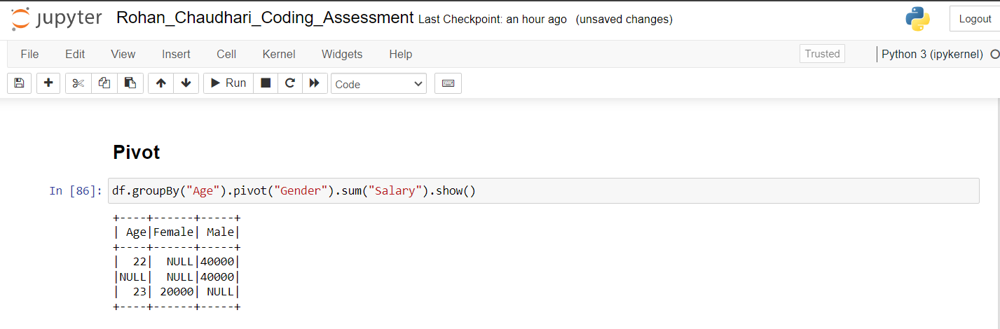 jupyter Rohan_Chaudhari_Coding_Assessment Last Checkpoint: an hour ago (unsaved changes) Logout
File Edit View Insert Cell Kernel Widgets Help Trusted Python 3 (ipykernel)
Run Code
Pivot
In [86]: df.groupBy("Age").pivot("Gender").sum("Salary").show()
+----+------+-----+
| Age|Female| Male|
+----+------+-----+
|  22|  NULL|40000|
|NULL|  NULL|40000|
|  23| 20000| NULL|
+----+------+-----+